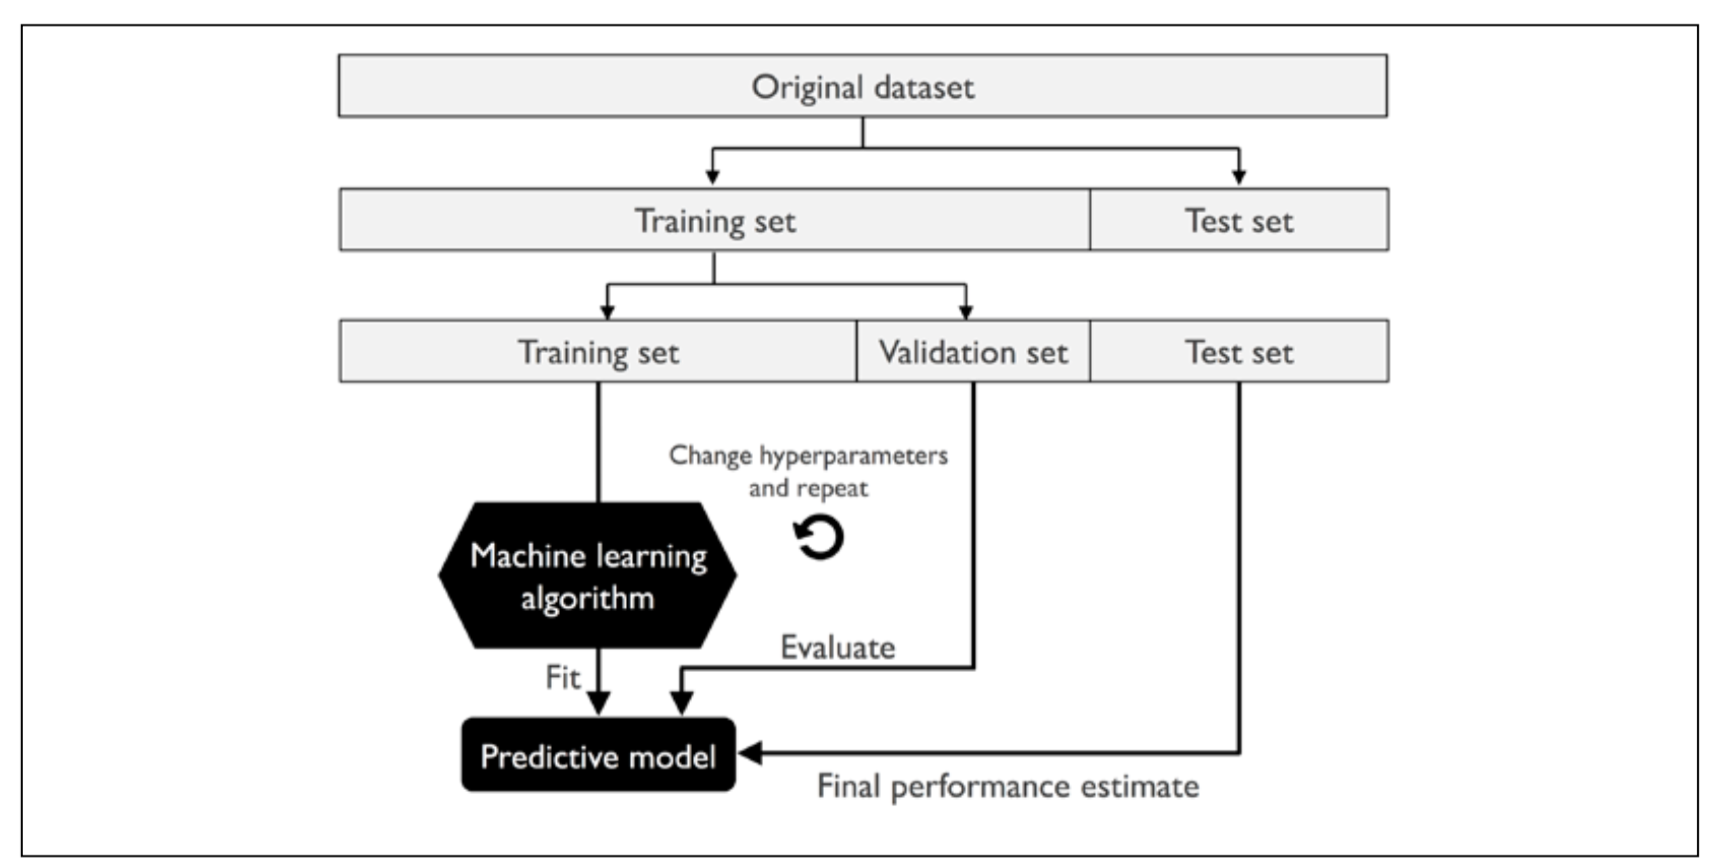 Original dataset
Training set
Test set
Training set
Validation set
Test set
Change hyperparameters
and repeat
Machine learning
algorithm
Evaluate
Fit
Predictive model
Final performance estimate